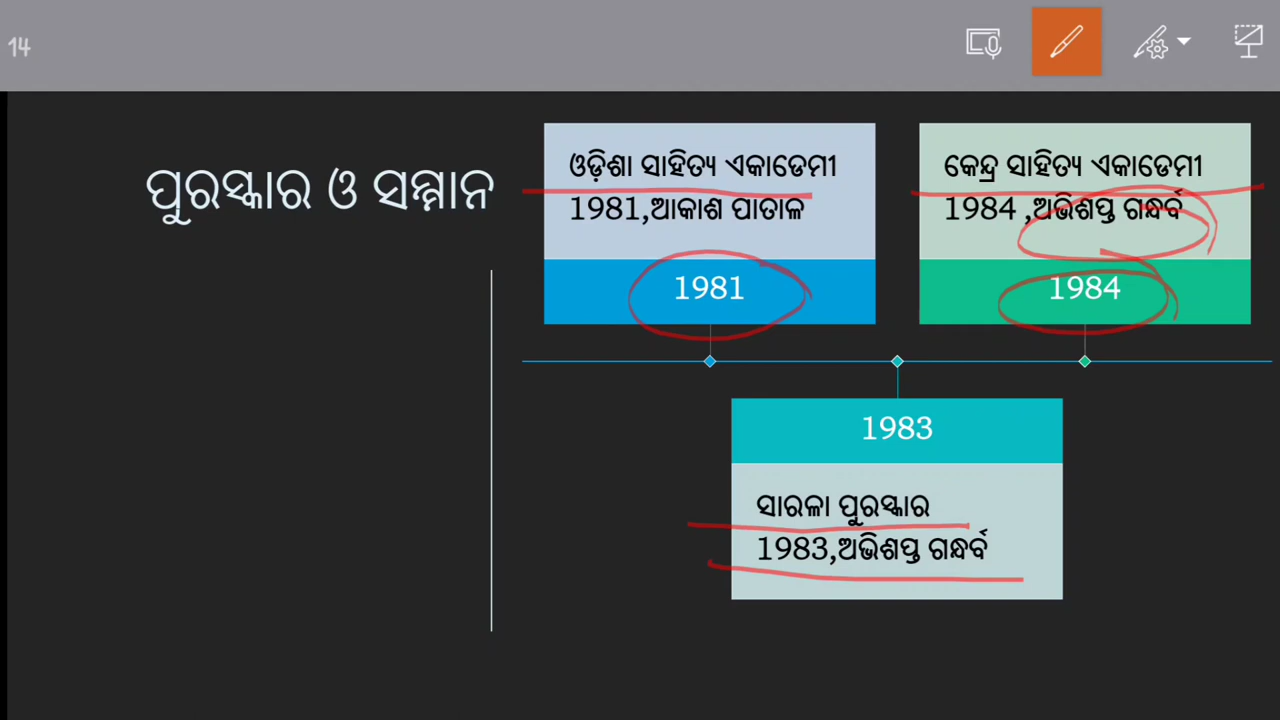 14
ପୁରସ୍କାର ଓ ସମ୍ମାନ
ଓଡ଼ିଶା ସାହିତ୍ୟ ଏକାଡେମୀ
1981,ଆକାଶ ପାତାଳ
1981
କେନ୍ଦ୍ର ସାହିତ୍ୟ ଏକାଡେମୀ
1984 ,ଅଭିଶପ୍ତ ଗନ୍ଧର୍ବ
1984
1983
ସାରଳା ପୁରସ୍କାର
1983,ଅଭିଶପ୍ତ ଗନ୍ଧର୍ବ